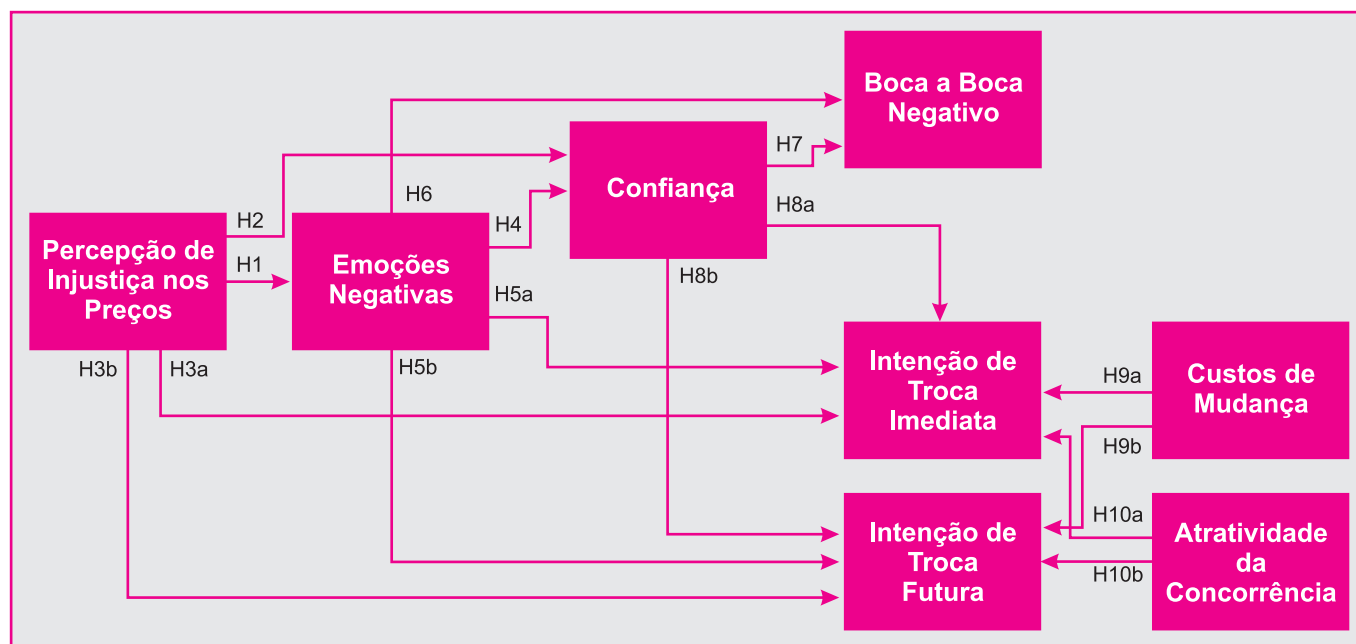 Boca a Boca
Negativo
Confiança
H7
H8a
H8b
H6
H2
H1
H4
H5a
H5b
H3b
H3a
Percepção de
Injustiça nos
Preços
Emoções
Negativas
Intenção de
Troca
Imediata
H9a
H9b
Custos de
Mudança
Intenção de
Troca
Futura
H10a
H10b
Atratividade
da
Concorrência